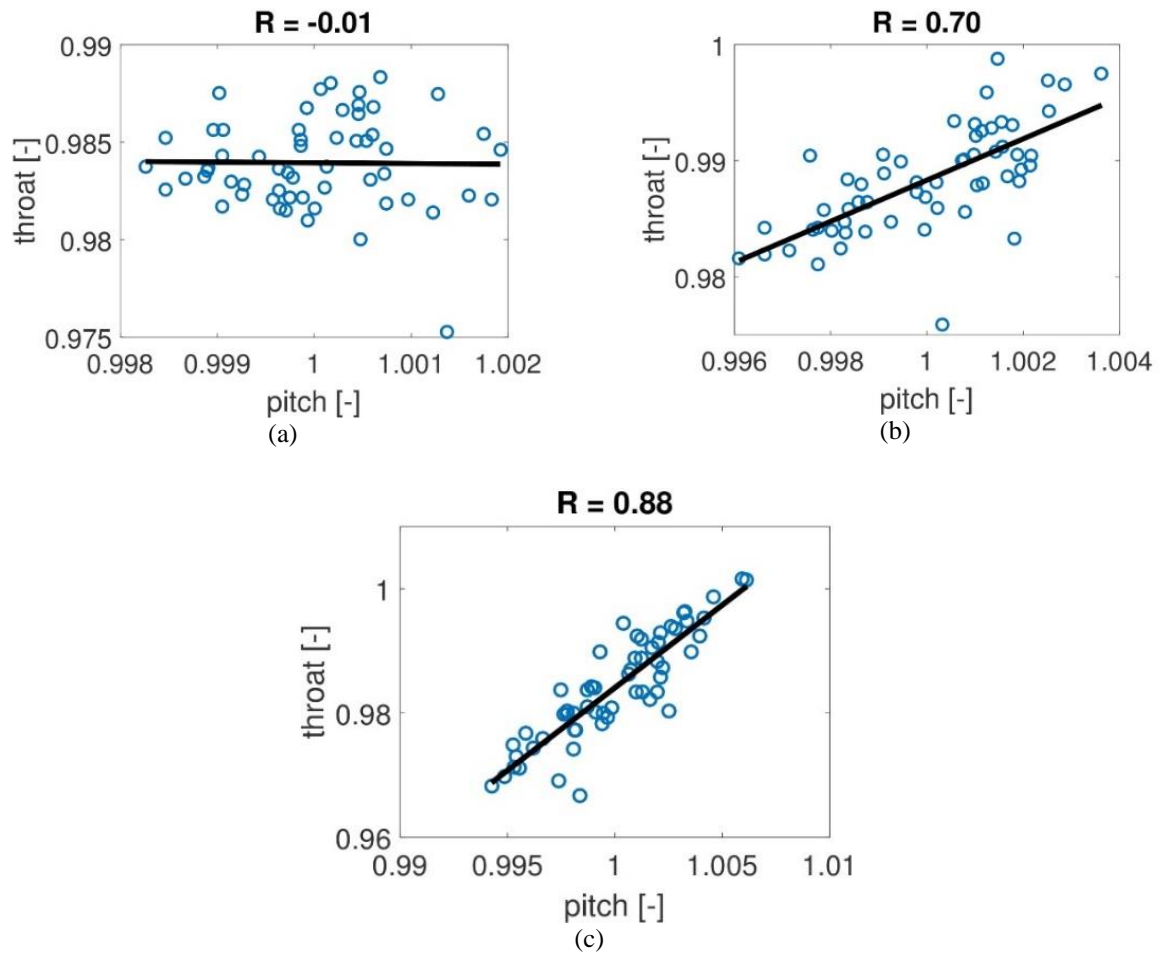 R = -0.01
0.99
0.985
0.98
0.975
throat [-]
0.998 0.999 1 1.001 1.002
pitch [-]
(a)
R = 0.70
1
0.99
0.98
throat [-]
0.996 0.998 1 1.002 1.004
pitch [-]
(b)
R = 0.88
1
0.98
0.96
throat [-]
0.99 0.995 1 1.005 1.01
pitch [-]
(c)